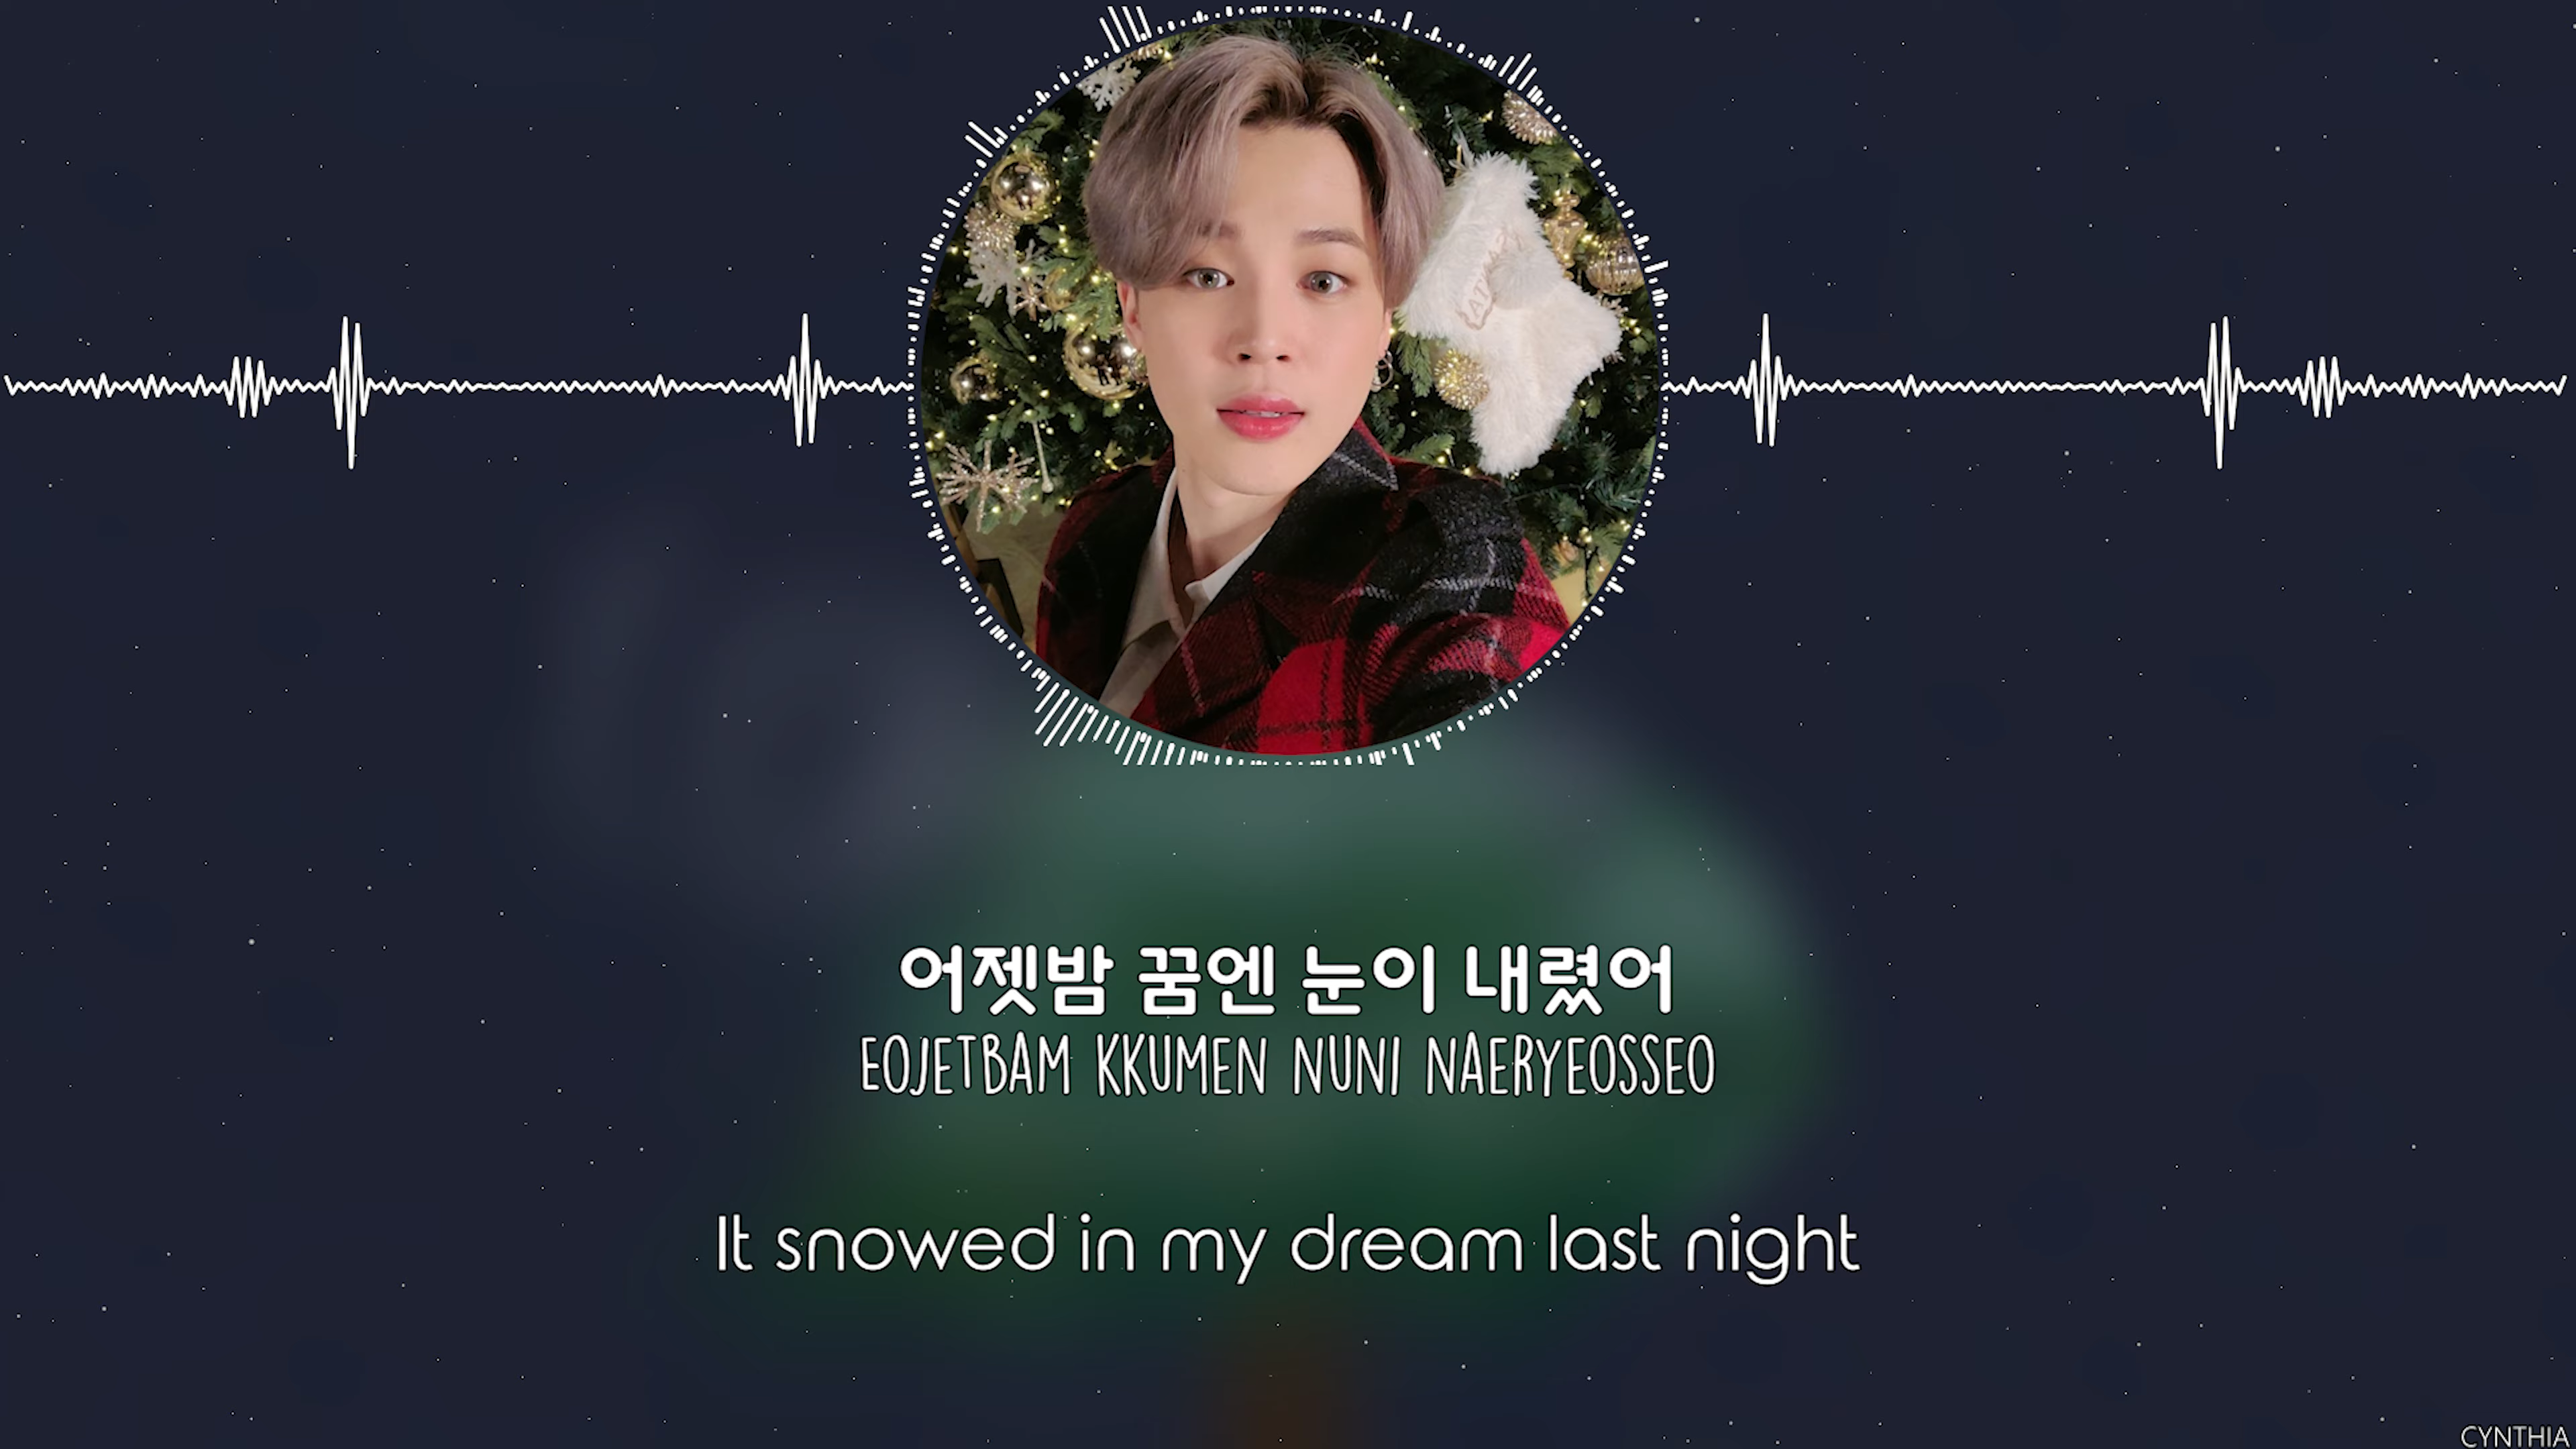 어젯밤 꿈엔 눈이 내렸어
EOJETBAM KKUMEN NUNI NAERYEOSSEO
It snowed in my dream last night
CYNTHIA